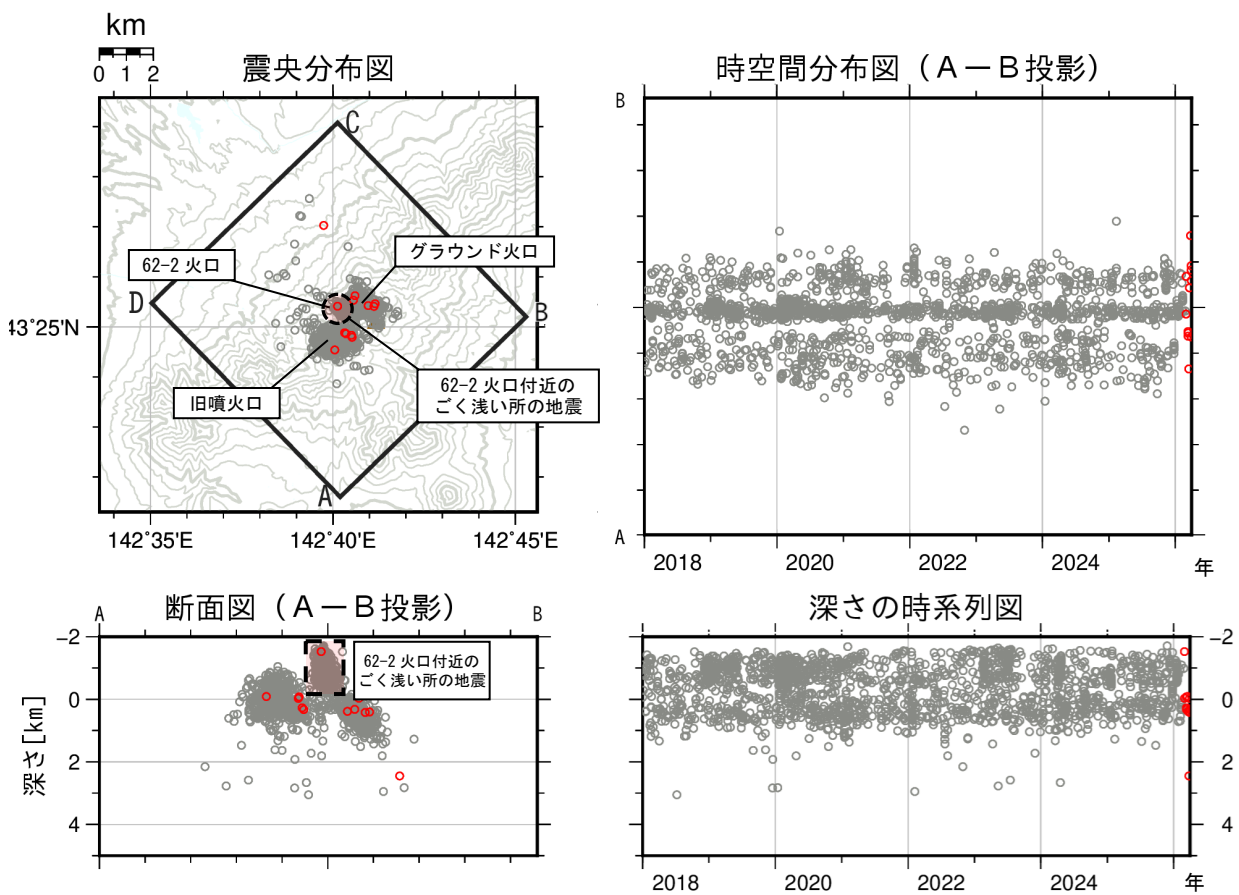 km
0 1 2
震央分布図
C
62-2 火口
グラウンド火口
D
B
43°25'N
旧噴火口
62-2 火口付近の
ごく浅い所の地震
A
142°35'E 142°40'E 142°45'E
時空間分布図（A－B投影）
B
A
2018 2020 2022 2024 年
断面図（A－B投影）
A B
62-2 火口付近の
ごく浅い所の地震
深さ[km]
-2
0
2
4
深さの時系列図
-2
0
2
4
2018 2020 2022 2024 年